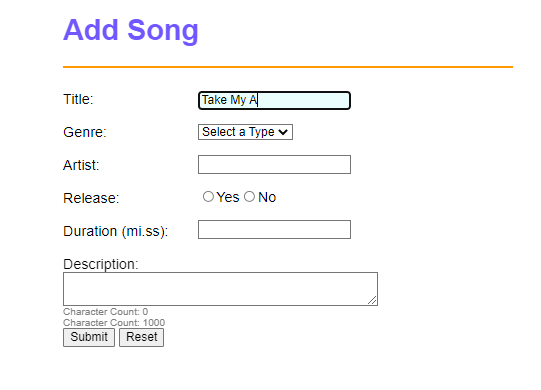 Add Song
Title: Take My A
Genre: Select a Type
Artist:
Release: Yes No
Duration (mi.ss):
Description:
Character Count: 0
Character Count: 1000
Submit Reset